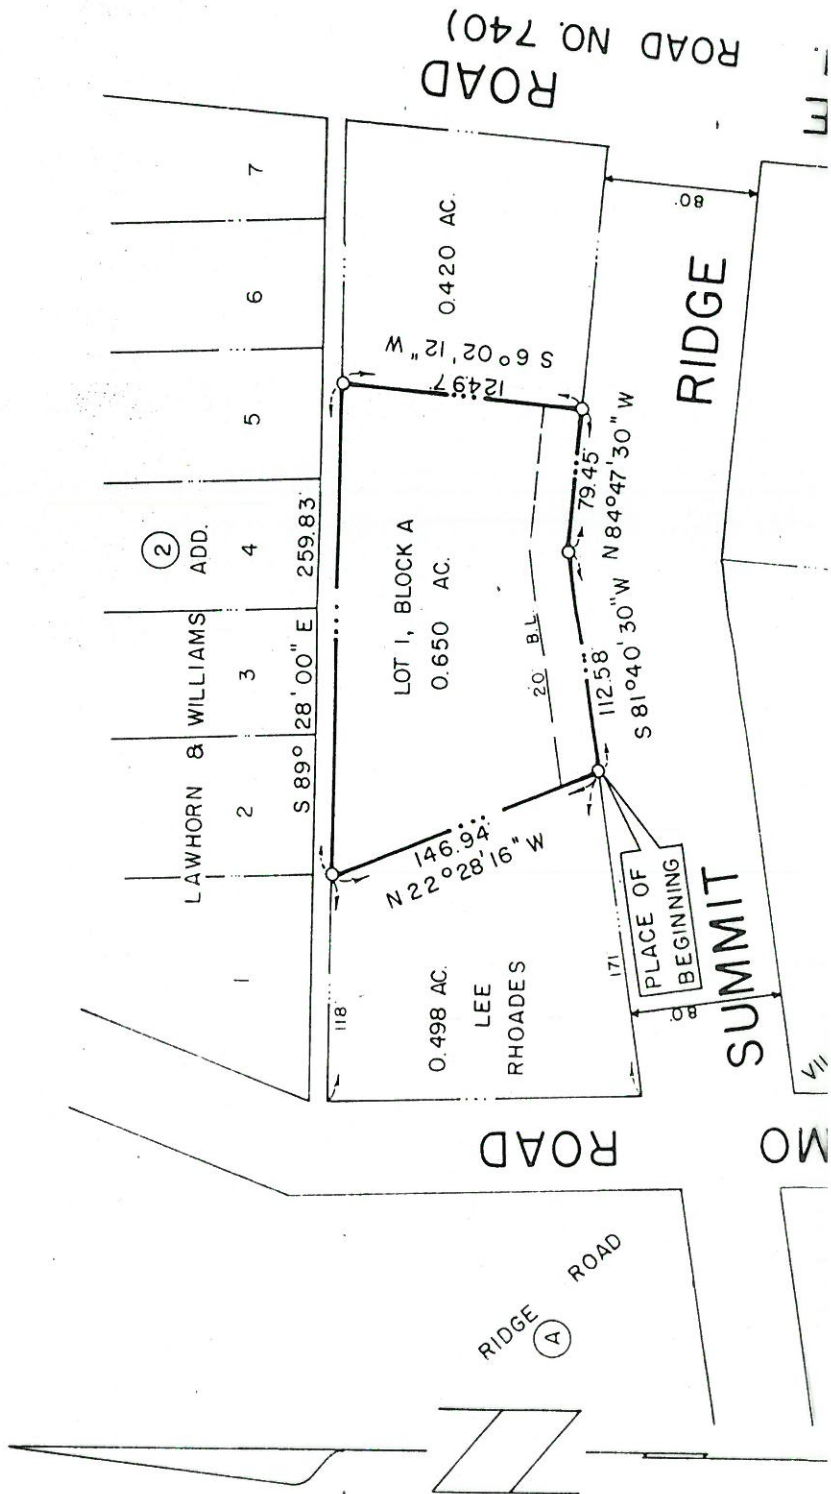 ROAD
ROAD NO. 740)
LAWHORN & WILLIAMS
② ADD.
1
2
3
4
5
6
7
S 89° 28' 00" E 259.83'
118'
0.498 AC.
LEE
RHOADES
171
146.94'
N 22° 28' 16" W
LOT 1, BLOCK A
0.650 AC.
20' B.L.
124.97'
S 6° 02' 12" W
0.420 AC.
112.58'
S 81° 40' 30" W
79.45'
N 84° 47' 30" W
PLACE OF
BEGINNING
80'
80'
SUMMIT RIDGE
ROAD
MO
RIDGE ROAD
A